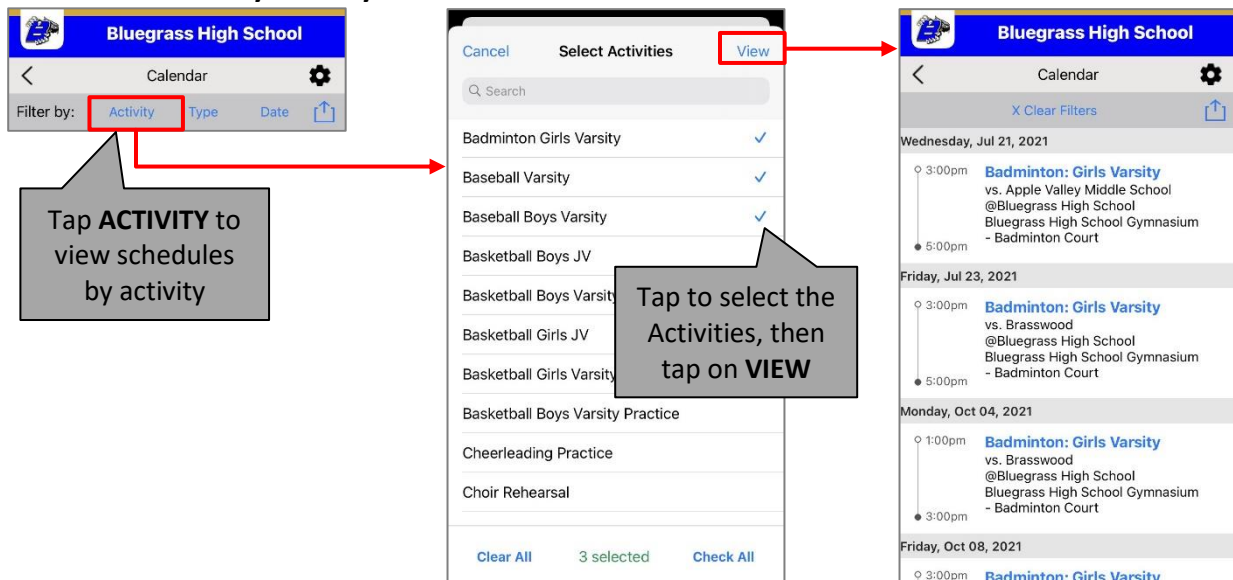 Bluegrass High School
Calendar
Filter by: Activity Type Date
Tap ACTIVITY to
view schedules
by activity
Cancel Select Activities View
Search
Badminton Girls Varsity
Baseball Varsity
Baseball Boys Varsity
Basketball Boys JV
Basketball Boys Varsity
Basketball Girls JV
Basketball Girls Varsity
Basketball Boys Varsity Practice
Cheerleading Practice
Choir Rehearsal
Clear All 3 selected Check All
Tap to select the
Activities, then
tap on VIEW
Bluegrass High School
Calendar
X Clear Filters
Wednesday, Jul 21, 2021
3:00pm Badminton: Girls Varsity
vs. Apple Valley Middle School
@Bluegrass High School
Bluegrass High School Gymnasium
- Badminton Court
5:00pm
Friday, Jul 23, 2021
3:00pm Badminton: Girls Varsity
vs. Brasswood
@Bluegrass High School
Bluegrass High School Gymnasium
- Badminton Court
5:00pm
Monday, Oct 04, 2021
1:00pm Badminton: Girls Varsity
vs. Brasswood
@Bluegrass High School
Bluegrass High School Gymnasium
- Badminton Court
3:00pm
Friday, Oct 08, 2021
3:00pm Badminton: Girls Varsity